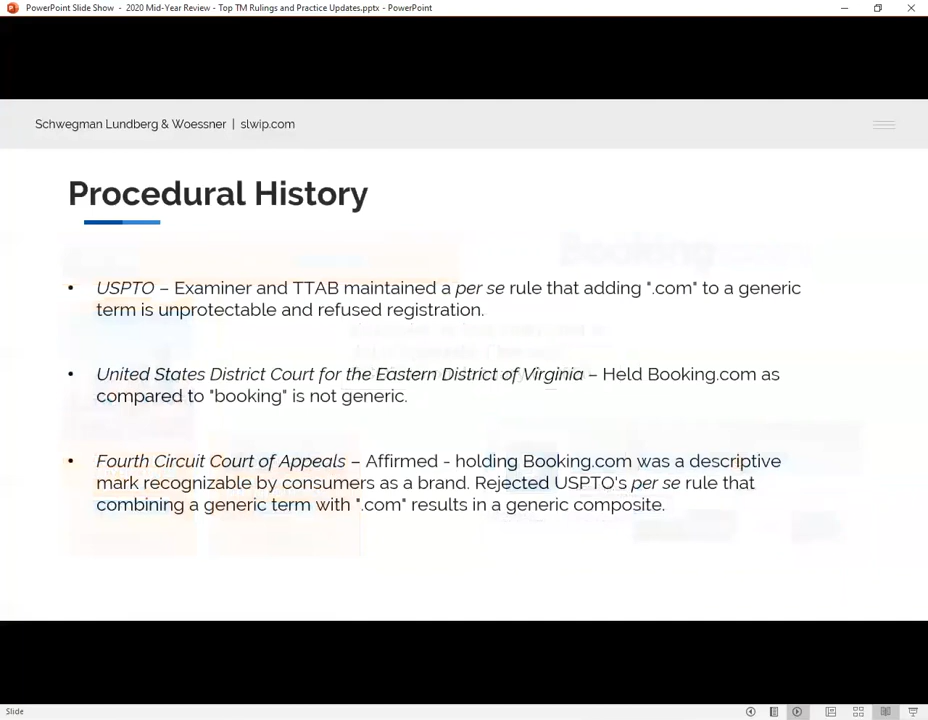 PowerPoint Slide Show - 2020 Mid-Year Review - Top TM Rulings and Practice Updates.pptx - PowerPoint
Schwegman Lundberg & Woessner | slwip.com
Procedural History
• USPTO – Examiner and TTAB maintained a per se rule that adding ".com" to a generic
term is unprotectable and refused registration.
• United States District Court for the Eastern District of Virginia – Held Booking.com as
compared to "booking" is not generic.
• Fourth Circuit Court of Appeals – Affirmed - holding Booking.com was a descriptive
mark recognizable by consumers as a brand. Rejected USPTO's per se rule that
combining a generic term with ".com" results in a generic composite.
Slide